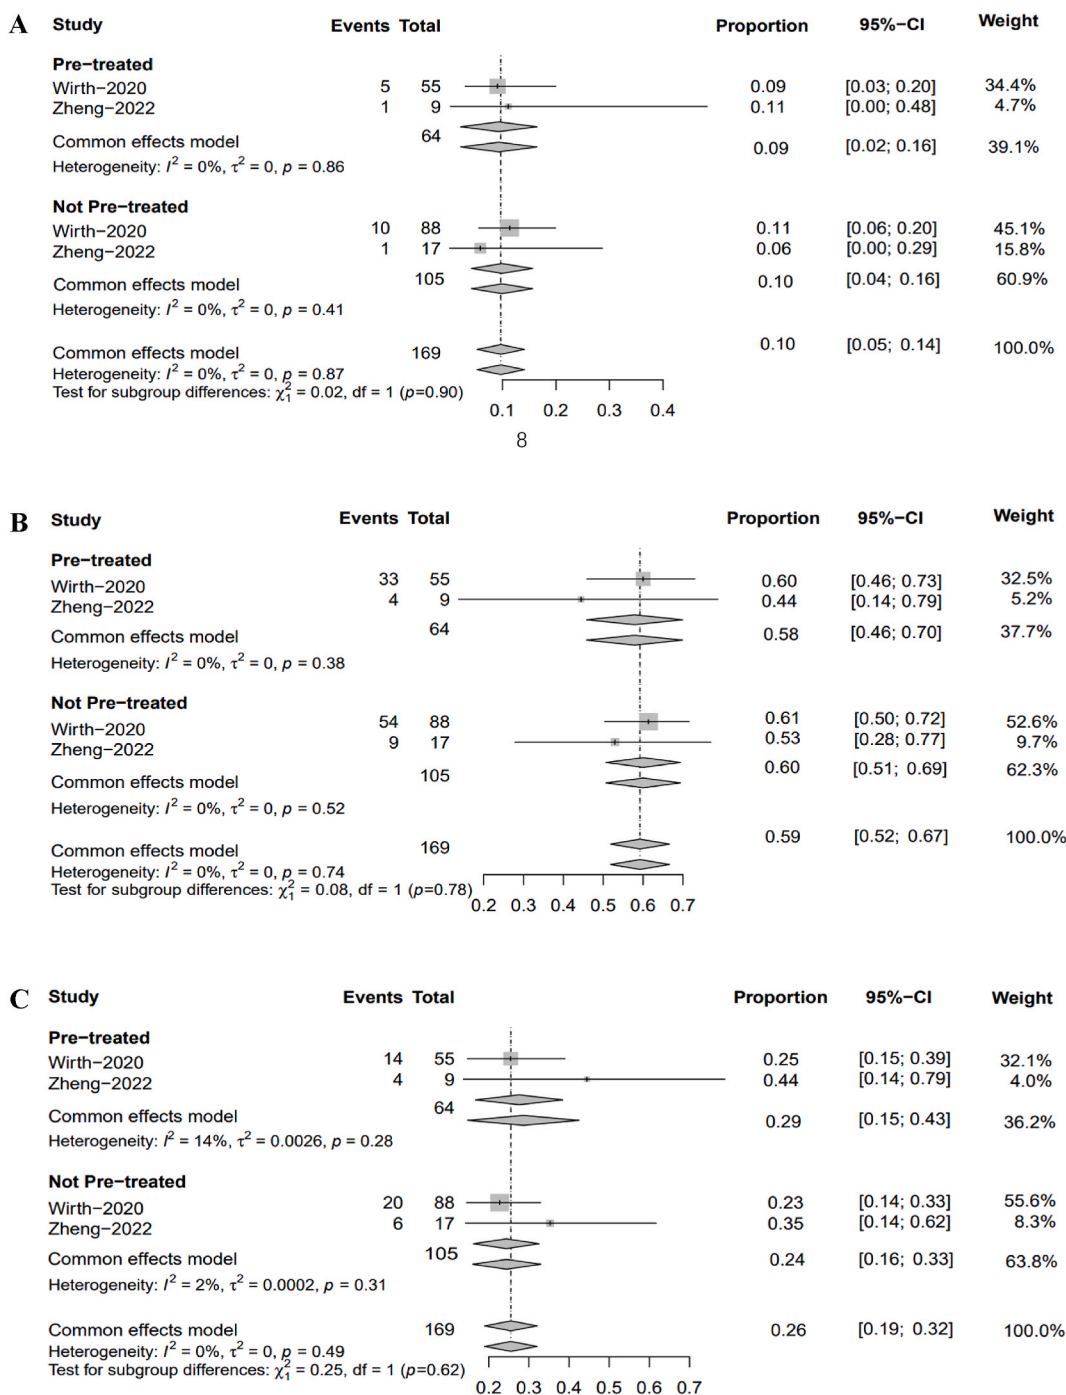 A Study Events Total Proportion 95%−CI Weight
Pre−treated
Wirth−2020 5 55 0.09 [0.03; 0.20] 34.4%
Zheng−2022 1 9 0.11 [0.00; 0.48] 4.7%
Common effects model 64 0.09 [0.02; 0.16] 39.1%
Heterogeneity: I² = 0%, τ² = 0, p = 0.86
Not Pre−treated
Wirth−2020 10 88 0.11 [0.06; 0.20] 45.1%
Zheng−2022 1 17 0.06 [0.00; 0.29] 15.8%
Common effects model 105 0.10 [0.04; 0.16] 60.9%
Heterogeneity: I² = 0%, τ² = 0, p = 0.41
Common effects model 169 0.10 [0.05; 0.14] 100.0%
Heterogeneity: I² = 0%, τ² = 0, p = 0.87
Test for subgroup differences: χ²₁ = 0.02, df = 1 (p=0.90)
0.1 0.2 0.3 0.4
8
B Study Events Total Proportion 95%−CI Weight
Pre−treated
Wirth−2020 33 55 0.60 [0.46; 0.73] 32.5%
Zheng−2022 4 9 0.44 [0.14; 0.79] 5.2%
Common effects model 64 0.58 [0.46; 0.70] 37.7%
Heterogeneity: I² = 0%, τ² = 0, p = 0.38
Not Pre−treated
Wirth−2020 54 88 0.61 [0.50; 0.72] 52.6%
Zheng−2022 9 17 0.53 [0.28; 0.77] 9.7%
Common effects model 105 0.60 [0.51; 0.69] 62.3%
Heterogeneity: I² = 0%, τ² = 0, p = 0.52
Common effects model 169 0.59 [0.52; 0.67] 100.0%
Heterogeneity: I² = 0%, τ² = 0, p = 0.74
Test for subgroup differences: χ²₁ = 0.08, df = 1 (p=0.78)
0.2 0.3 0.4 0.5 0.6 0.7
C Study Events Total Proportion 95%−CI Weight
Pre−treated
Wirth−2020 14 55 0.25 [0.15; 0.39] 32.1%
Zheng−2022 4 9 0.44 [0.14; 0.79] 4.0%
Common effects model 64 0.29 [0.15; 0.43] 36.2%
Heterogeneity: I² = 14%, τ² = 0.0026, p = 0.28
Not Pre−treated
Wirth−2020 20 88 0.23 [0.14; 0.33] 55.6%
Zheng−2022 6 17 0.35 [0.14; 0.62] 8.3%
Common effects model 105 0.24 [0.16; 0.33] 63.8%
Heterogeneity: I² = 2%, τ² = 0.0002, p = 0.31
Common effects model 169 0.26 [0.19; 0.32] 100.0%
Heterogeneity: I² = 0%, τ² = 0, p = 0.49
Test for subgroup differences: χ²₁ = 0.25, df = 1 (p=0.62)
0.2 0.3 0.4 0.5 0.6 0.7